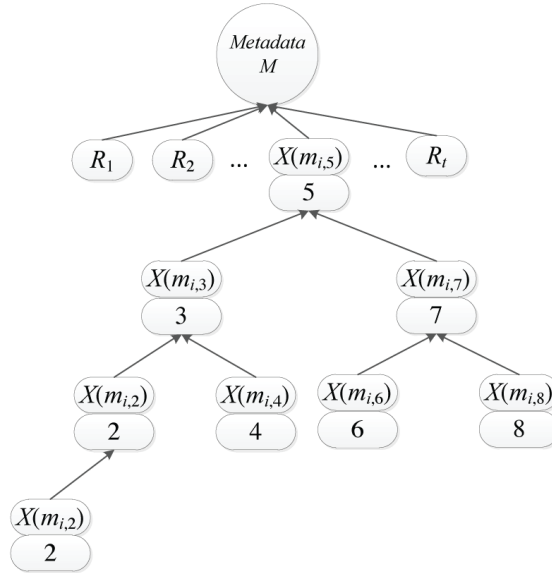 Metadata
M
R1 R2 ... X(mi,5) ... Rt
5
X(mi,3) X(mi,7)
3 7
X(mi,2) X(mi,4) X(mi,6) X(mi,8)
2 4 6 8
X(mi,2)
2